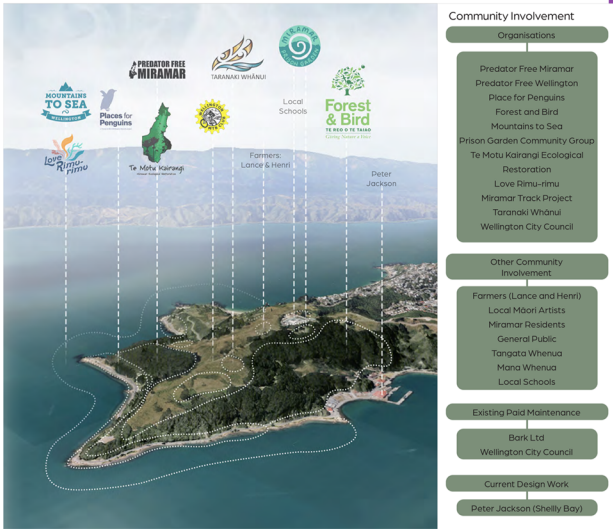 Community Involvement
Organisations
Predator Free Miramar
Predator Free Wellington
Place for Penguins
Forest and Bird
Mountains to Sea
Prison Garden Community Group
Te Motu Kairangi Ecological
Restoration
Love Rimu-rimu
Miramar Track Project
Taranaki Whānui
Wellington City Council
Other Community
Involvement
Farmers (Lance and Henri)
Local Māori Artists
Miramar Residents
General Public
Tangata Whenua
Mana Whenua
Local Schools
Existing Paid Maintenance
Bark Ltd
Wellington City Council
Current Design Work
Peter Jackson (Shellly Bay)
MOUNTAINS
TO SEA
WELLINGTON
Places for
Penguins
Love
Rimu-
rimu
PREDATOR FREE
MIRAMAR
Te Motu Kairangi
TARANAKI WHĀNUI
MIRAMAR
Local
Schools
Forest
& Bird
TE REO O TE TAIAO
Giving Nature a Voice
Farmers:
Lance & Henri
Peter
Jackson